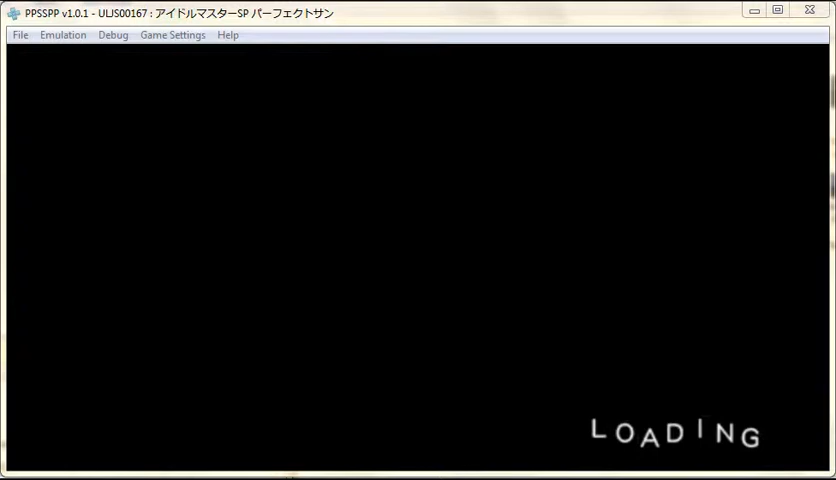 PPSSPP v1.0.1 - ULJS00167 : アイドルマスターSP パーフェクトサン
File Emulation Debug Game Settings Help
LOADING